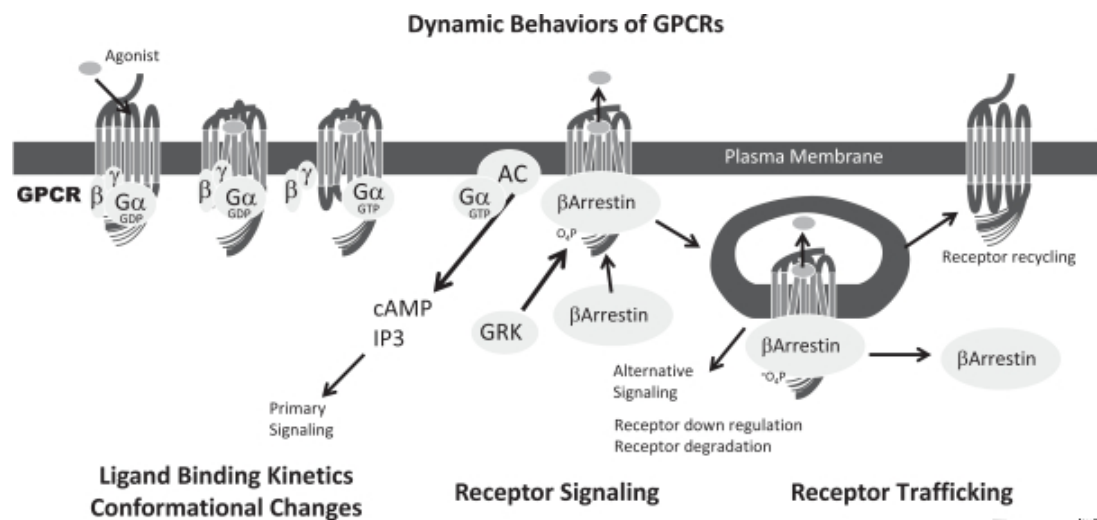 Dynamic Behaviors of GPCRs
Agonist
Plasma Membrane
GPCR
β
γ
Gα
GDP
β
γ
Gα
GDP
β
γ
Gα
GTP
Gα
GTP
AC
βArrestin
O₄P
cAMP
IP3
GRK
βArrestin
Primary
Signaling
Receptor recycling
βArrestin
O₄P
βArrestin
Alternative
Signaling
Receptor down regulation
Receptor degradation
Ligand Binding Kinetics
Conformational Changes
Receptor Signaling
Receptor Trafficking